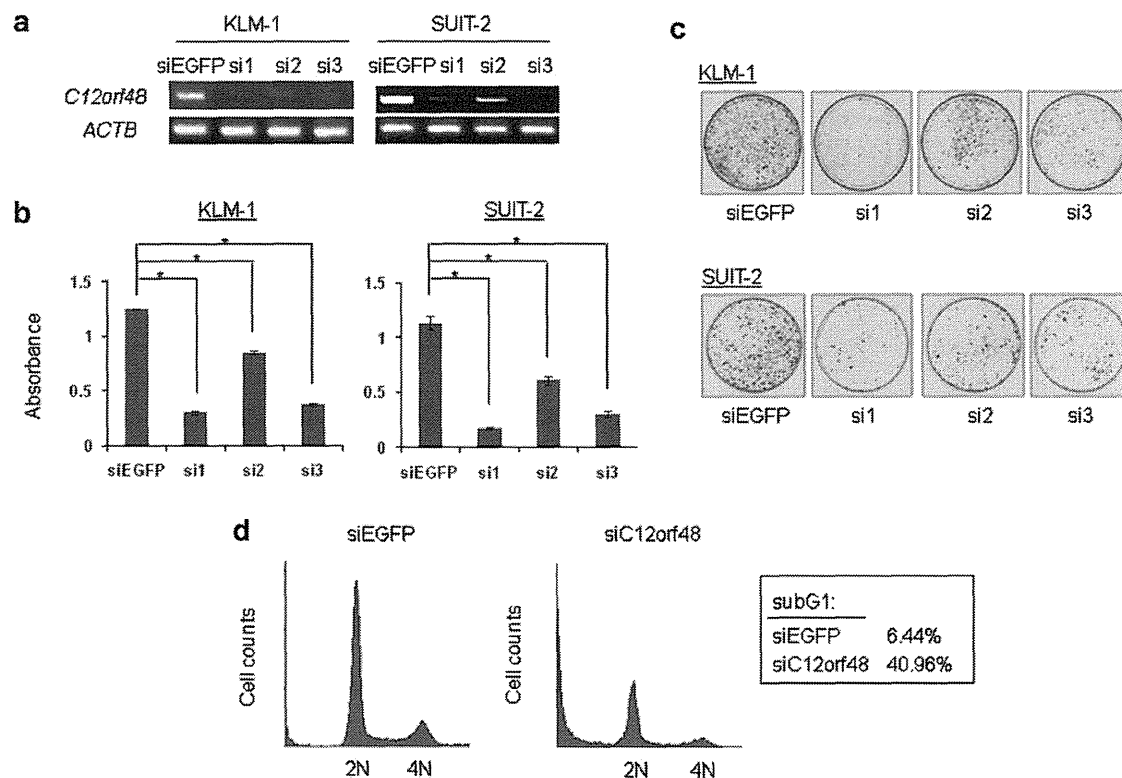 a
KLM-1
SUIT-2
siEGFP si1 si2 si3
siEGFP si1 si2 si3
C12orf48
ACTB
b
KLM-1
SUIT-2
* * *
* * *
Absorbance
1.5
1
0.5
0
siEGFP si1 si2 si3
1.5
1
0.5
0
siEGFP si1 si2 si3
c
KLM-1
siEGFP si1 si2 si3
SUIT-2
siEGFP si1 si2 si3
d
siEGFP
siC12orf48
Cell counts
2N 4N
Cell counts
2N 4N
subG1:
siEGFP 6.44%
siC12orf48 40.96%